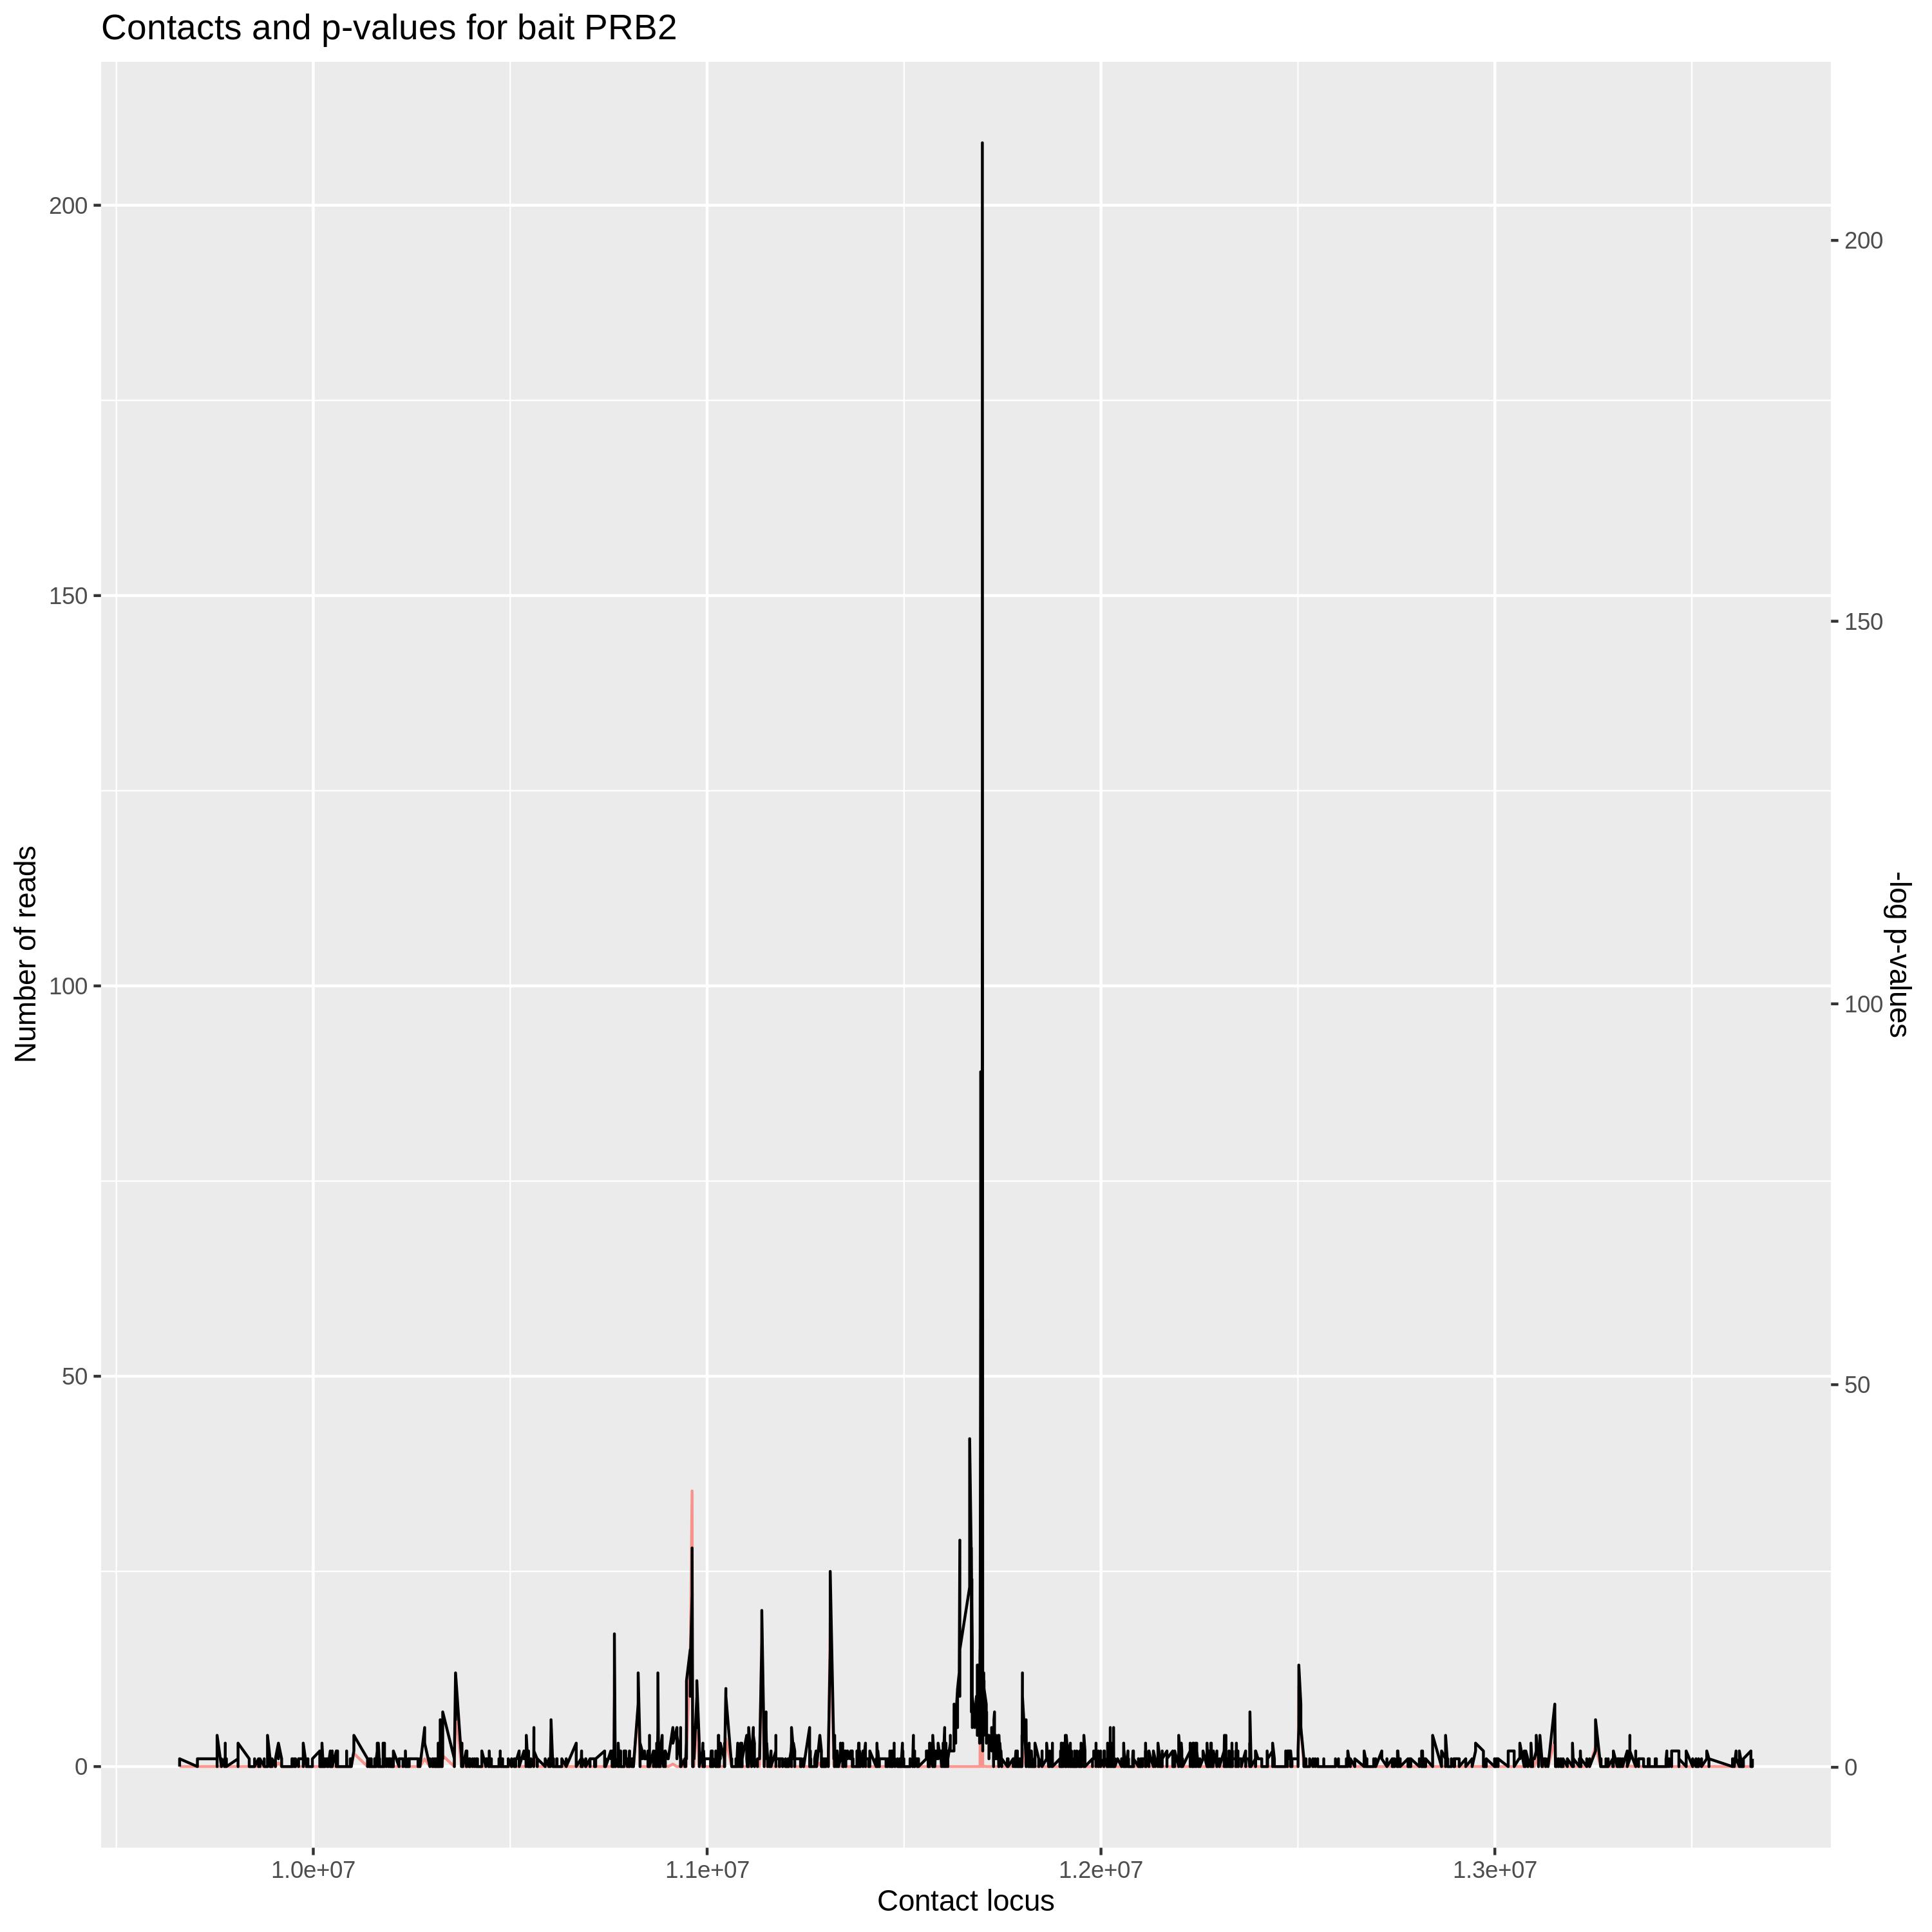 Contacts and p-values for bait PRB2
Number of reads
200
150
100
50
0
200
150
100
50
0
-log p-values
1.0e+07 1.1e+07 1.2e+07 1.3e+07
Contact locus